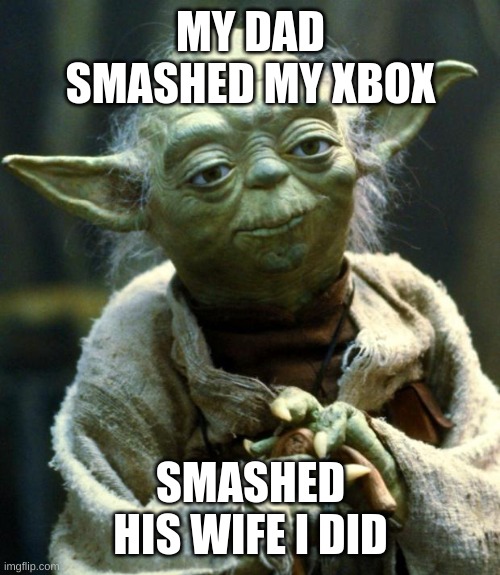 MY DAD
SMASHED MY XBOX
SMASHED
HIS WIFE I DID
imgflip.com